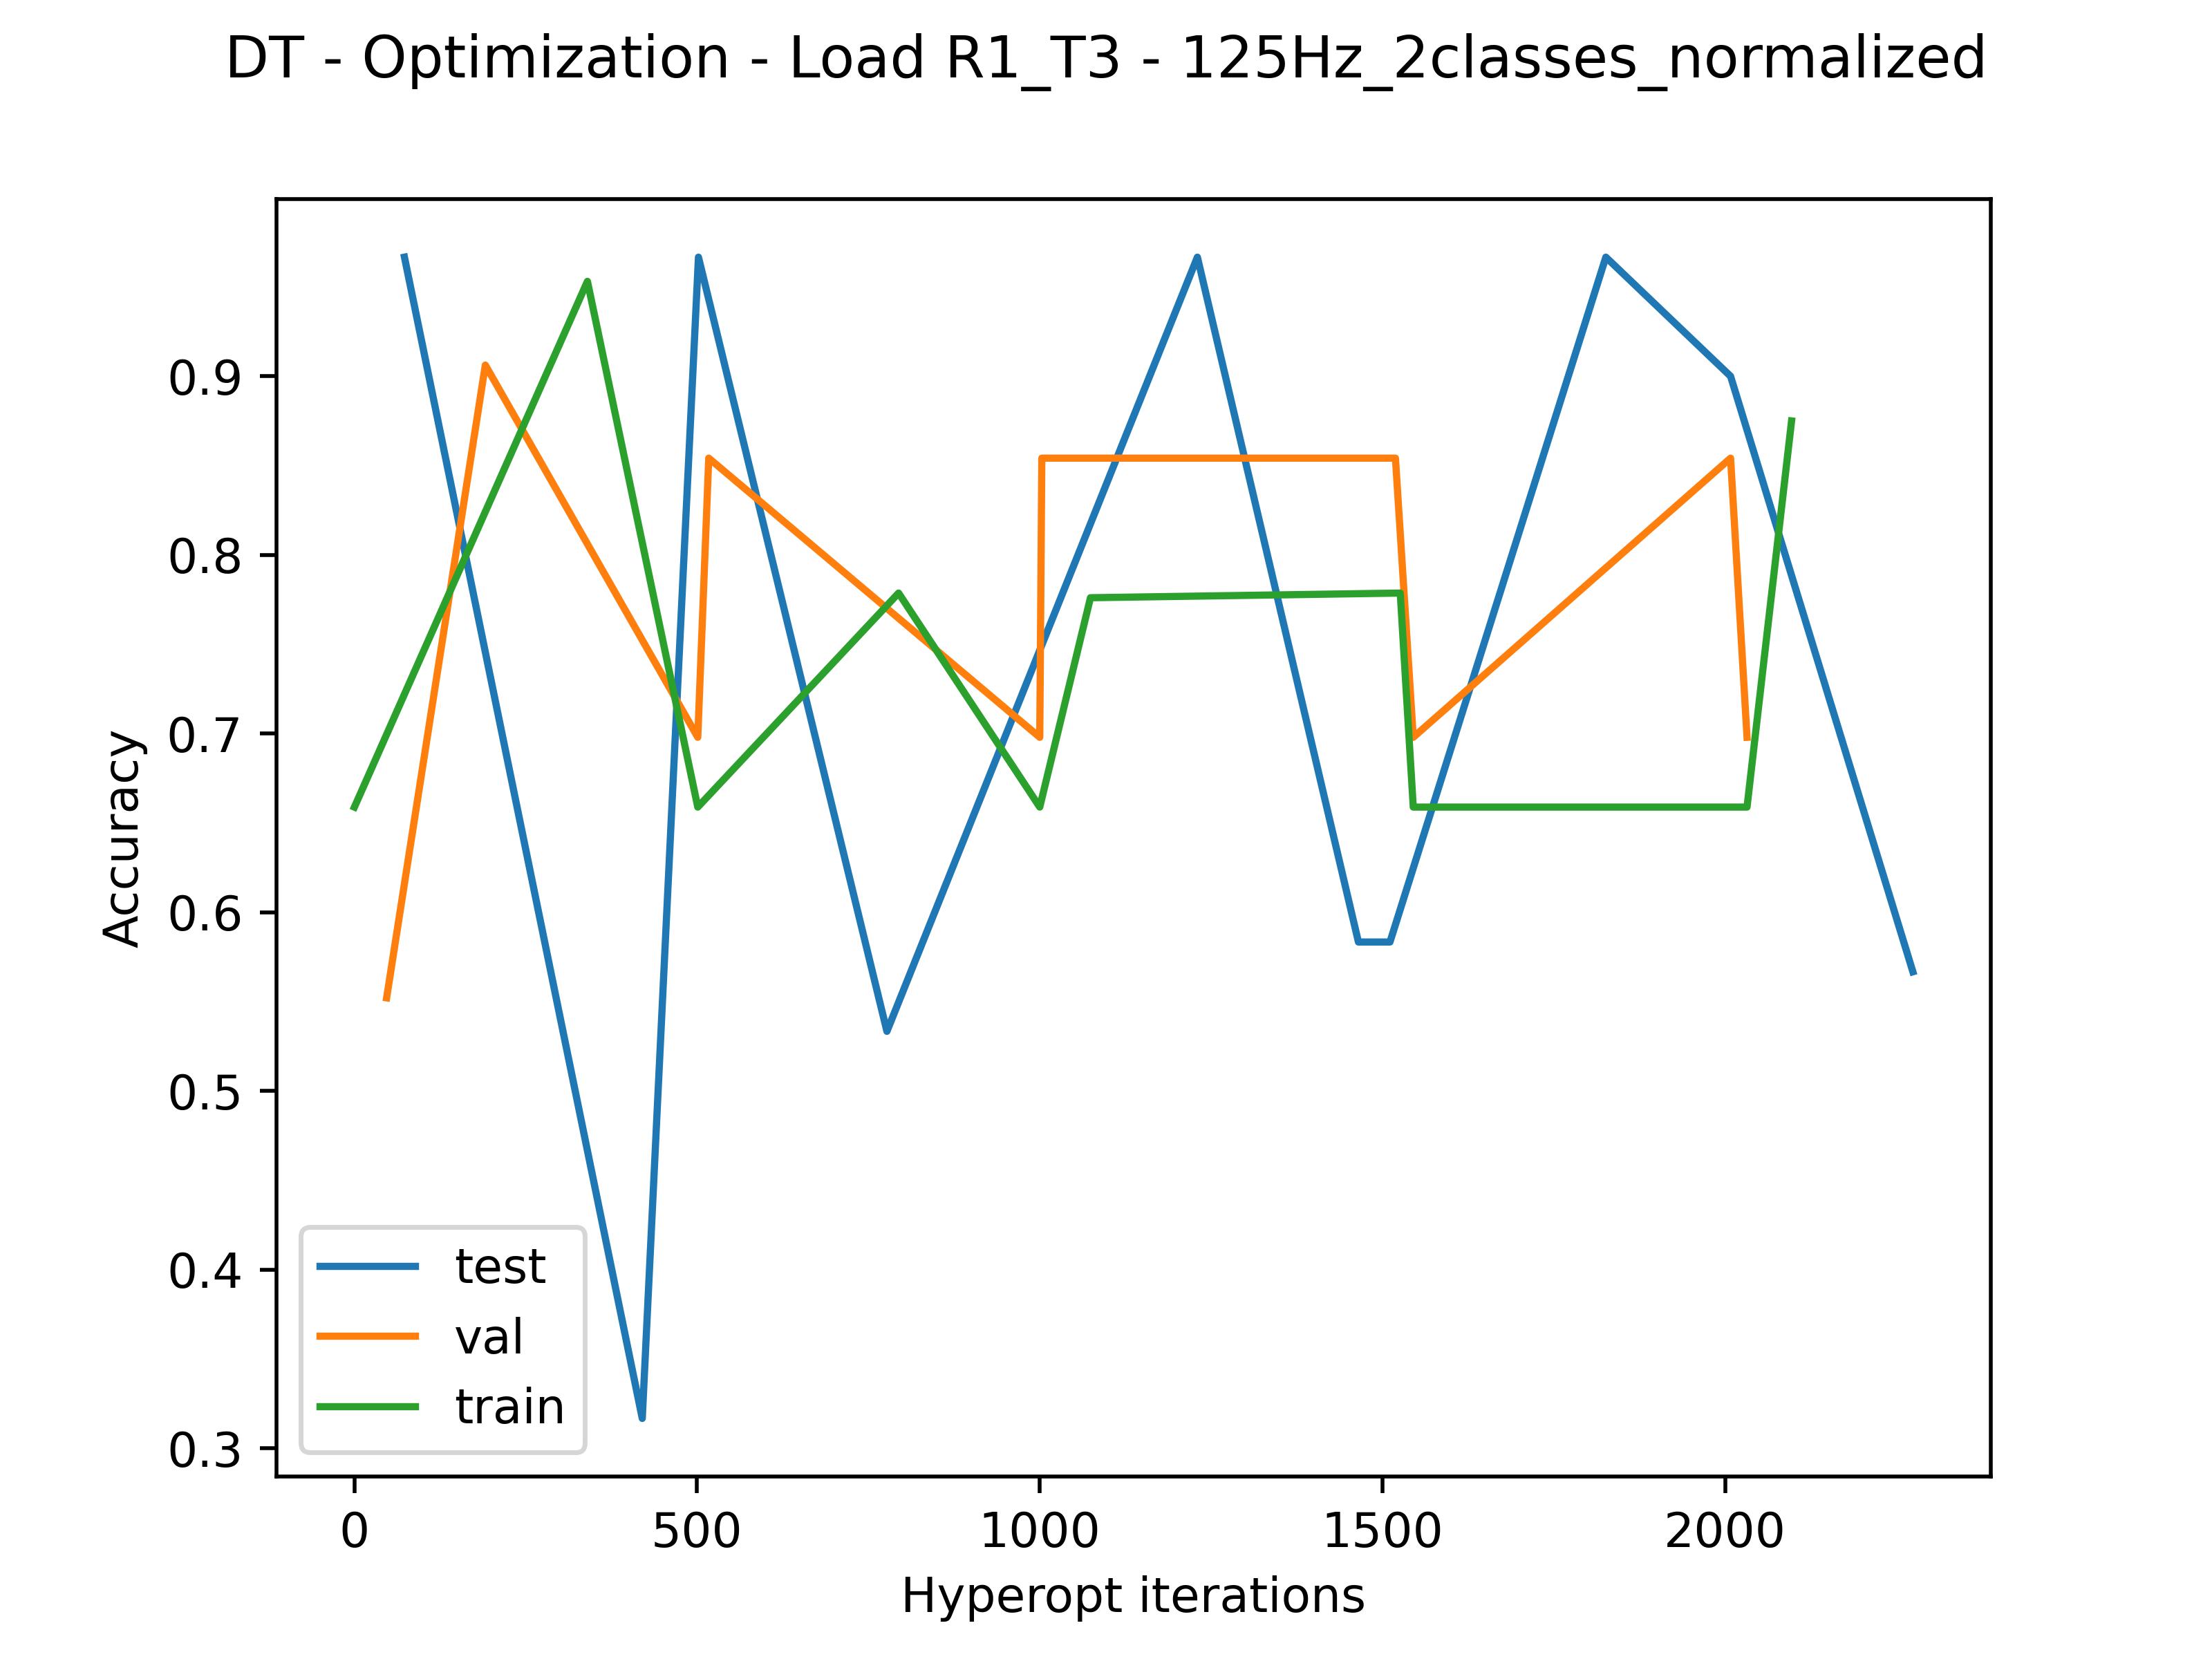 DT - Optimization - Load R1_T3 - 125Hz_2classes_normalized
0.9
0.8
0.7
0.6
0.5
0.4
0.3
Accuracy
test
val
train
0 500 1000 1500 2000
Hyperopt iterations